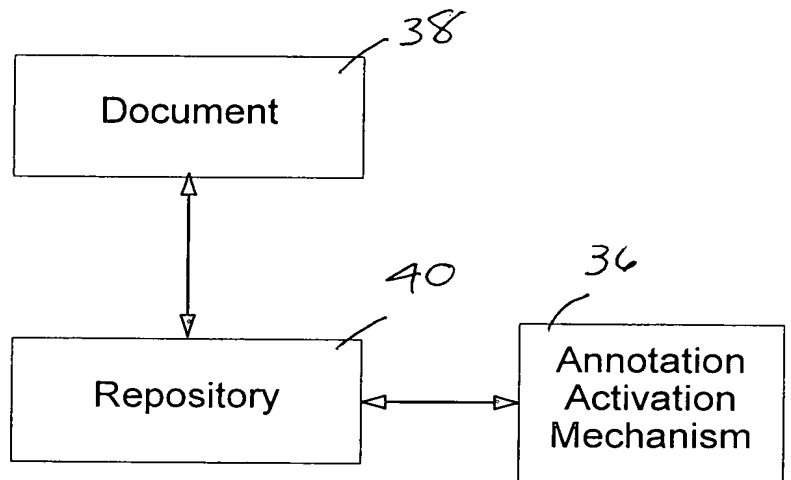 38
Document
40
36
Repository
Annotation
Activation
Mechanism